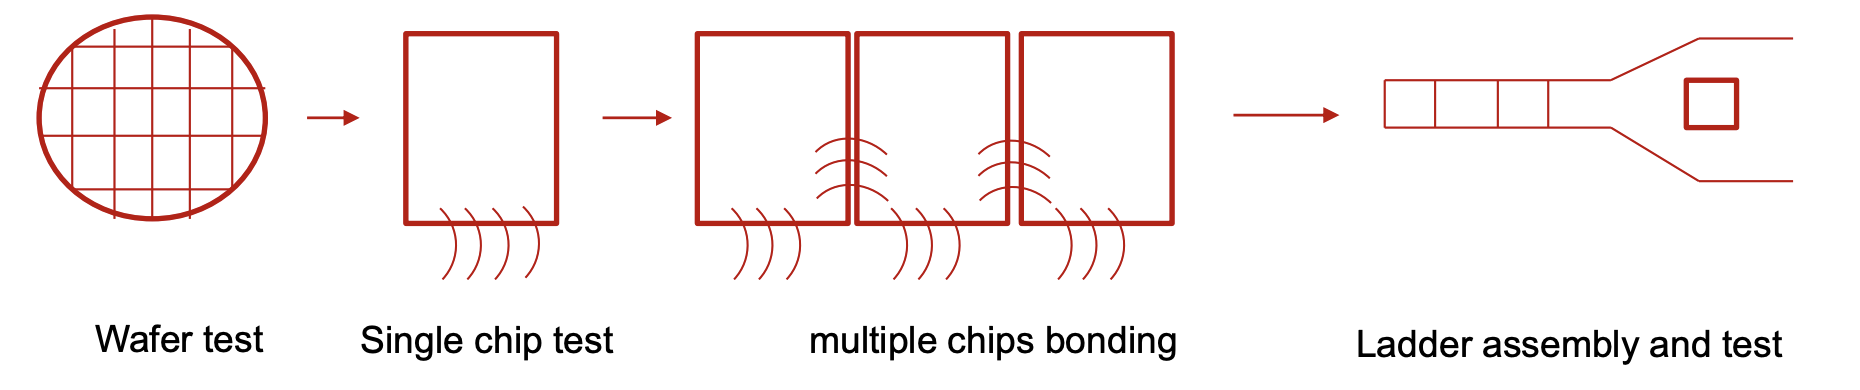 Wafer test
Single chip test
multiple chips bonding
Ladder assembly and test